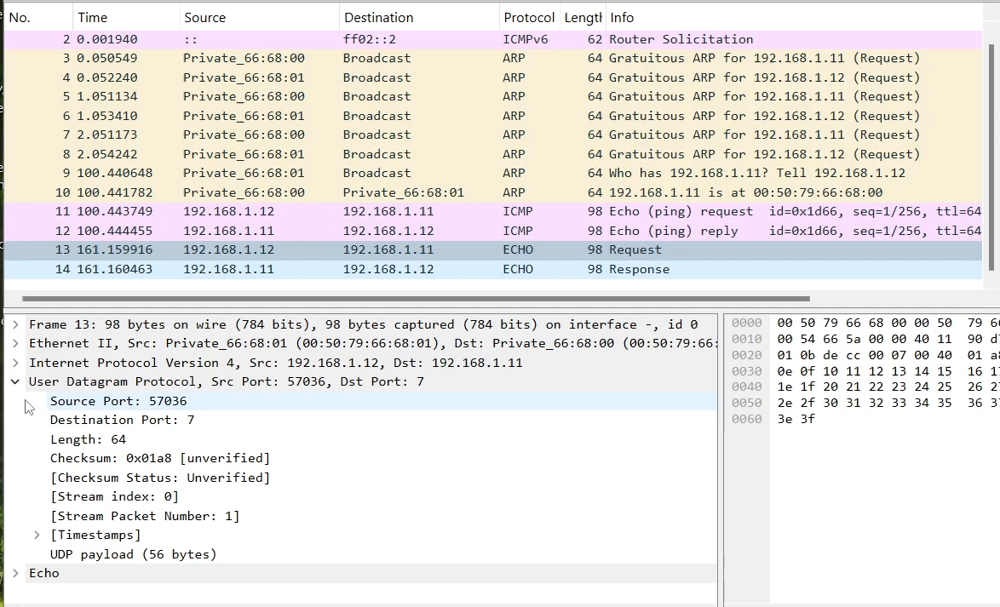 No. Time Source Destination Protocol Length Info
2 0.001940 :: ff02::2 ICMPv6 62 Router Solicitation
3 0.050549 Private_66:68:00 Broadcast ARP 64 Gratuitous ARP for 192.168.1.11 (Request)
4 0.052240 Private_66:68:01 Broadcast ARP 64 Gratuitous ARP for 192.168.1.12 (Request)
5 1.051134 Private_66:68:00 Broadcast ARP 64 Gratuitous ARP for 192.168.1.11 (Request)
6 1.053410 Private_66:68:01 Broadcast ARP 64 Gratuitous ARP for 192.168.1.12 (Request)
7 2.051173 Private_66:68:00 Broadcast ARP 64 Gratuitous ARP for 192.168.1.11 (Request)
8 2.054242 Private_66:68:01 Broadcast ARP 64 Gratuitous ARP for 192.168.1.12 (Request)
9 100.440648 Private_66:68:01 Broadcast ARP 64 Who has 192.168.1.11? Tell 192.168.1.12
10 100.441782 Private_66:68:00 Private_66:68:01 ARP 64 192.168.1.11 is at 00:50:79:66:68:00
11 100.443749 192.168.1.12 192.168.1.11 ICMP 98 Echo (ping) request id=0x1d66, seq=1/256, ttl=64
12 100.444455 192.168.1.11 192.168.1.12 ICMP 98 Echo (ping) reply id=0x1d66, seq=1/256, ttl=64
13 161.159916 192.168.1.12 192.168.1.11 ECHO 98 Request
14 161.160463 192.168.1.11 192.168.1.12 ECHO 98 Response
Frame 13: 98 bytes on wire (784 bits), 98 bytes captured (784 bits) on interface -, id 0
Ethernet II, Src: Private_66:68:01 (00:50:79:66:68:01), Dst: Private_66:68:00 (00:50:79:66:
Internet Protocol Version 4, Src: 192.168.1.12, Dst: 192.168.1.11
User Datagram Protocol, Src Port: 57036, Dst Port: 7
Source Port: 57036
Destination Port: 7
Length: 64
Checksum: 0x01a8 [unverified]
[Checksum Status: Unverified]
[Stream index: 0]
[Stream Packet Number: 1]
[Timestamps]
UDP payload (56 bytes)
Echo
0000 00 50 79 66 68 00 00 50 79 66
0010 00 54 66 5a 00 00 40 11 90
0020 01 0b de cc 00 07 00 40 01 a8
0030 0e 0f 10 11 12 13 14 15 16 17
0040 1e 1f 20 21 22 23 24 25 26 27
0050 2e 2f 30 31 32 33 34 35 36 37
0060 3e 3f